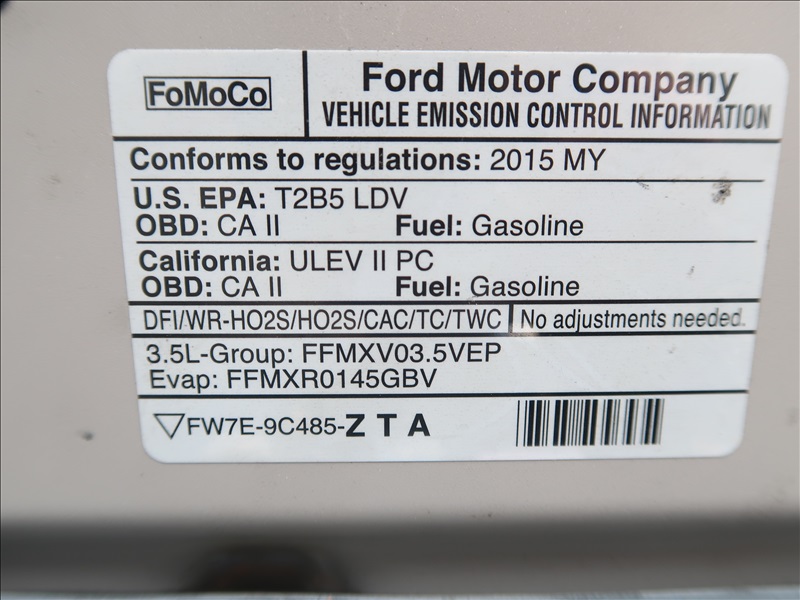 FoMoCo
Ford Motor Company
VEHICLE EMISSION CONTROL INFORMATION
Conforms to regulations: 2015 MY
U.S. EPA: T2B5 LDV
OBD: CA II Fuel: Gasoline
California: ULEV II PC
OBD: CA II Fuel: Gasoline
DFI/WR-HO2S/HO2S/CAC/TC/TWC No adjustments needed.
3.5L-Group: FFMXV03.5VEP
Evap: FFMXR0145GBV
FW7E-9C485-Z T A